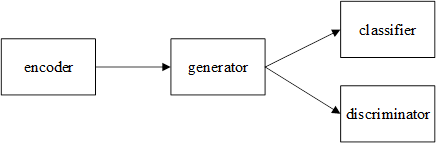 encoder
generator
classifier
discriminator